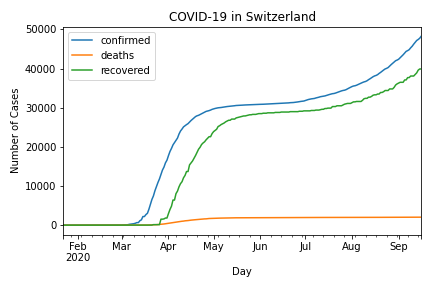 COVID-19 in Switzerland
50000
40000
30000
20000
10000
0
Number of Cases
confirmed
deaths
recovered
Feb Mar Apr May Jun Jul Aug Sep
2020
Day